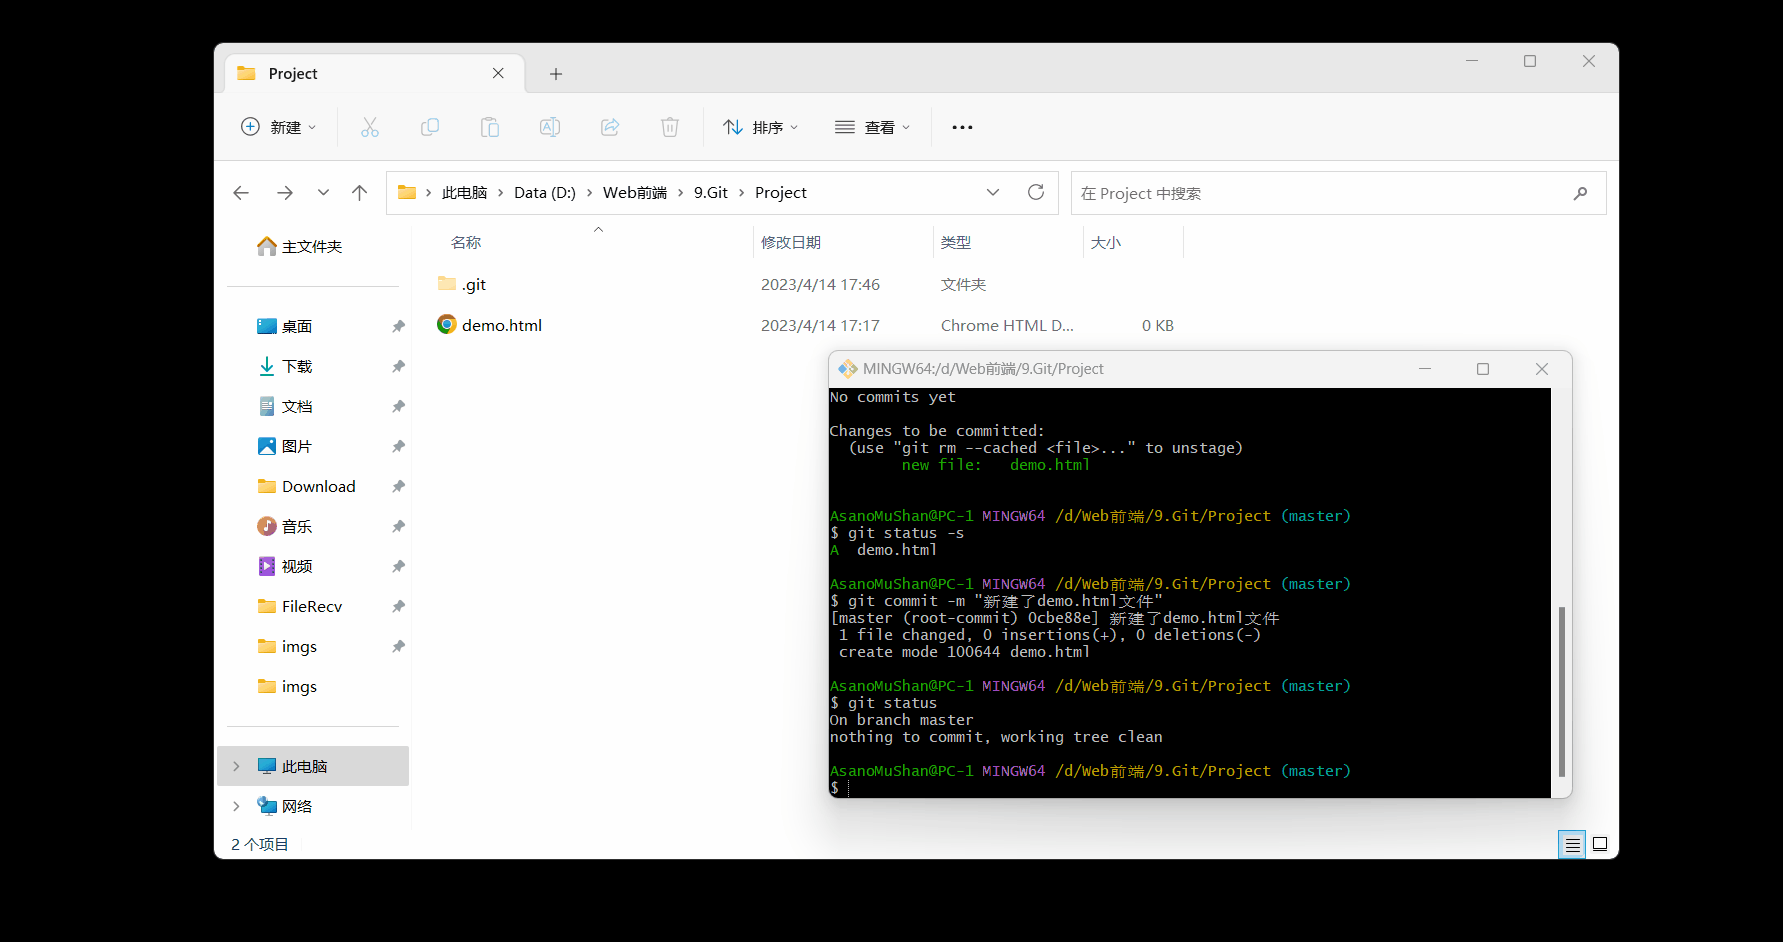 Project
新建
排序
查看
此电脑 Data (D:) Web前端 9.Git Project
在 Project 中搜索
主文件夹
桌面
下载
文档
图片
Download
音乐
视频
FileRecv
imgs
imgs
此电脑
网络
名称 修改日期 类型 大小
.git 2023/4/14 17:46 文件夹
demo.html 2023/4/14 17:17 Chrome HTML D... 0 KB
MINGW64:/d/Web前端/9.Git/Project
No commits yet
Changes to be committed:
(use "git rm --cached <file>..." to unstage)
new file: demo.html
AsanoMuShan@PC-1 MINGW64 /d/Web前端/9.Git/Project (master)
$ git status -s
A demo.html
AsanoMuShan@PC-1 MINGW64 /d/Web前端/9.Git/Project (master)
$ git commit -m "新建了demo.html文件"
[master (root-commit) 0cbe88e] 新建了demo.html文件
1 file changed, 0 insertions(+), 0 deletions(-)
create mode 100644 demo.html
AsanoMuShan@PC-1 MINGW64 /d/Web前端/9.Git/Project (master)
$ git status
On branch master
nothing to commit, working tree clean
AsanoMuShan@PC-1 MINGW64 /d/Web前端/9.Git/Project (master)
$
2 个项目